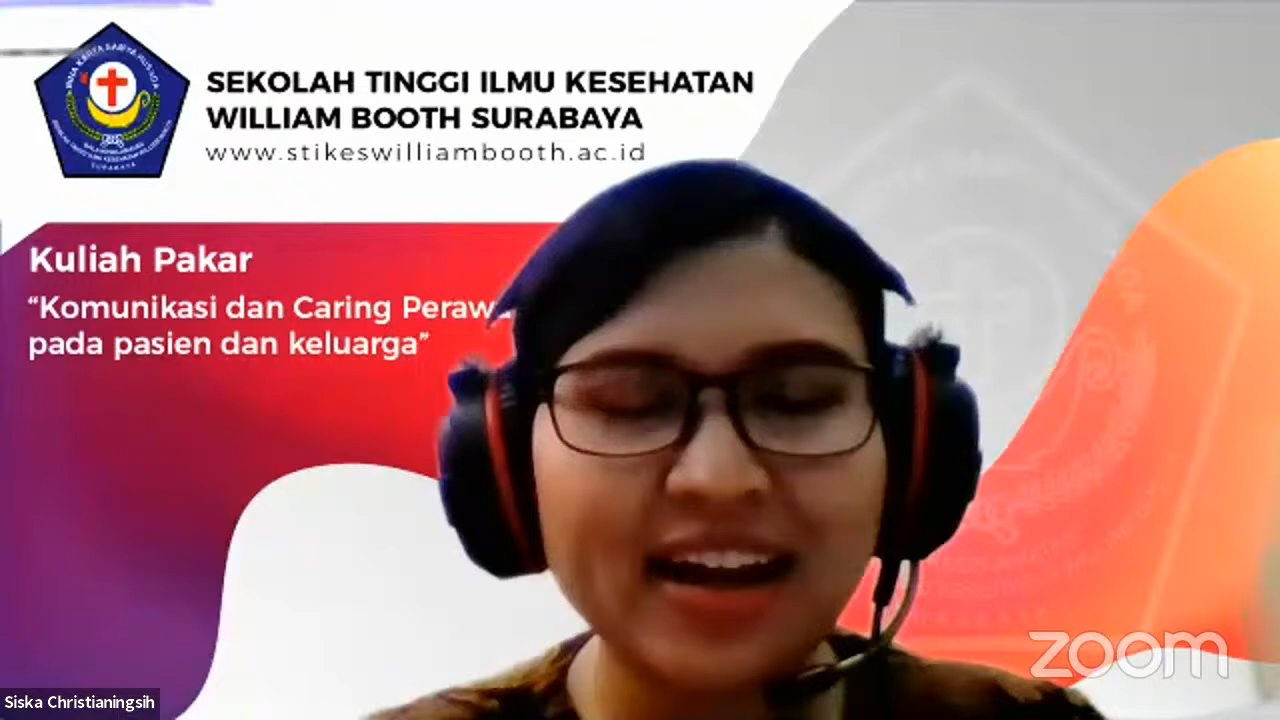 SEKOLAH TINGGI ILMU KESEHATAN
WILLIAM BOOTH SURABAYA
www.stikeswilliambooth.ac.id
Kuliah Pakar
“Komunikasi dan Caring
pada pasien dan keluarga”
zoom
Siska Christianingsih